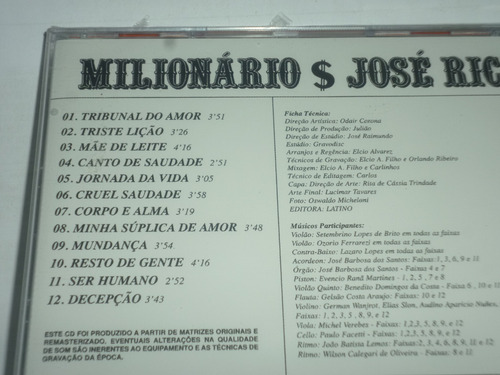 MILIONÁRIO $ JOSÉ RIC
01. TRIBUNAL DO AMOR 3'51
02. TRISTE LIÇÃO 3'26
03. MÃE DE LEITE 4'16
04. CANTO DE SAUDADE 2'51
05. JORNADA DA VIDA 3'05
06. CRUEL SAUDADE 3'58
07. CORPO E ALMA 3'19
08. MINHA SÚPLICA DE AMOR 3'48
09. MUNDANÇA 3'54
10. RESTO DE GENTE 4'16
11. SER HUMANO 2'52
12. DECEPÇÃO 3'43
ESTE CD FOI PRODUZIDO A PARTIR DE MATRIZES ORIGINAIS E
REMASTERIZADO. EVENTUAIS ALTERAÇÕES NA QUALIDADE
DE SOM SÃO INERENTES AO EQUIPAMENTO E AS TÉCNICAS DE
GRAVAÇÃO DA ÉPOCA.
Ficha Técnica:
Direção Artística: Odair Corona
Direção de Produção: Julião
Direção de Estúdio: José Raimundo
Estúdio: Gravodisc
Arranjos e Regência: Elcio Alvarez
Técnicos de Gravação: Elcio A. Filho e Orlando Ribeiro
Mixagem: Elcio A. Filho e Carlinhos
Técnico de Editagem: Carlos
Capa: Direção de Arte: Rita de Cássia Trindade
Arte Final: Lucimar Tavares
Foto: Oswaldo Micheloni
EDITORA: LATINO
Músicos Participantes:
Violão: Setembrino Lopes de Brito em todas as faixas
Violão: Ozorio Ferrarezi em todas as faixas
Contra-Baixo: Lazaro Lopes em todas as faixas
Acordeon: José Barbosa dos Santos - Faixas:1, 3, 6, 9 e 11
Órgão: José Barbosa dos Santos - Faixas 4 e 7
Piston: Evencio Ranã Martines - 1, 2, 5, 7 e 8
Violão Quinto: Benedito Domingos da Costa - Faixa 6, 10 e 11
Flauta: Gelsão Costa Araujo: Faixas: 10 e 12
Violino: German Wanjrot, Elias Slon, Audino Aparicio Nuños,
Faixas: 1, 2, 3, 5, 8, 9, e 12
Viola: Michel Verebes - Faixas: 1,2,3, 5, 8, 9, e 12
Cello: Paulo Facetti - Faixas: 1,2,3, 5, 8, 9 e 12
Ritmo: João Batista Lemos: Faixas:2, 3, 4, 6, 8, 9, 11 e 12
Ritmo: Wilson Calegari de Oliveira - Faixas: 8 e 11